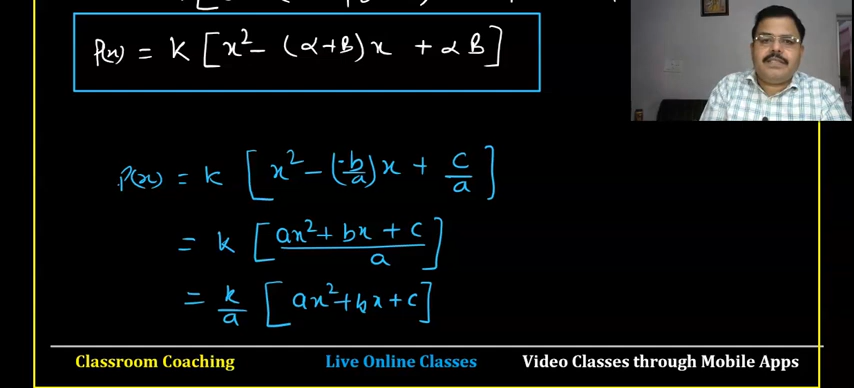 P(x) = K [x² - (α+β)x + αβ]
P(x) = k [x² - (-b/a)x + c/a]
= k [(ax² + bx + c)/a]
= k/a [ax² + bx + c]
Classroom Coaching Live Online Classes Video Classes through Mobile Apps